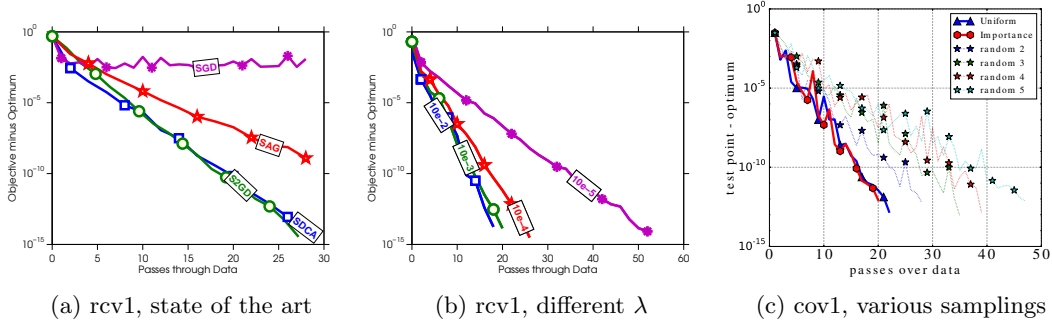 10^0
10^-5
10^-10
10^-15
Objective minus Optimum
SGD
SAG
S2GD
SDCA
0 5 10 15 20 25 30
Passes through Data
(a) rcv1, state of the art
10^0
10^-5
10^-10
10^-15
Objective minus Optimum
10e−2
10e−3
10e−4
10e−5
0 10 20 30 40 50 60
Passes through Data
(b) rcv1, different λ
10^0
10^-5
10^-10
10^-15
test point - optimum
Uniform
Importance
random 2
random 3
random 4
random 5
0 10 20 30 40 50
passes over data
(c) cov1, various samplings